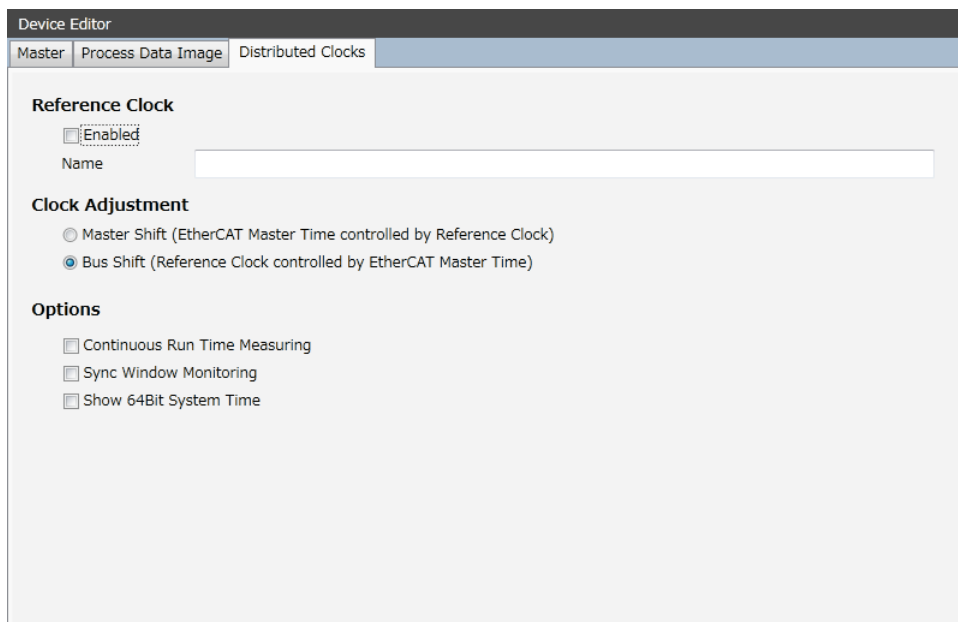 Device Editor
Master Process Data Image Distributed Clocks
Reference Clock
Enabled
Name
Clock Adjustment
Master Shift (EtherCAT Master Time controlled by Reference Clock)
Bus Shift (Reference Clock controlled by EtherCAT Master Time)
Options
Continuous Run Time Measuring
Sync Window Monitoring
Show 64Bit System Time